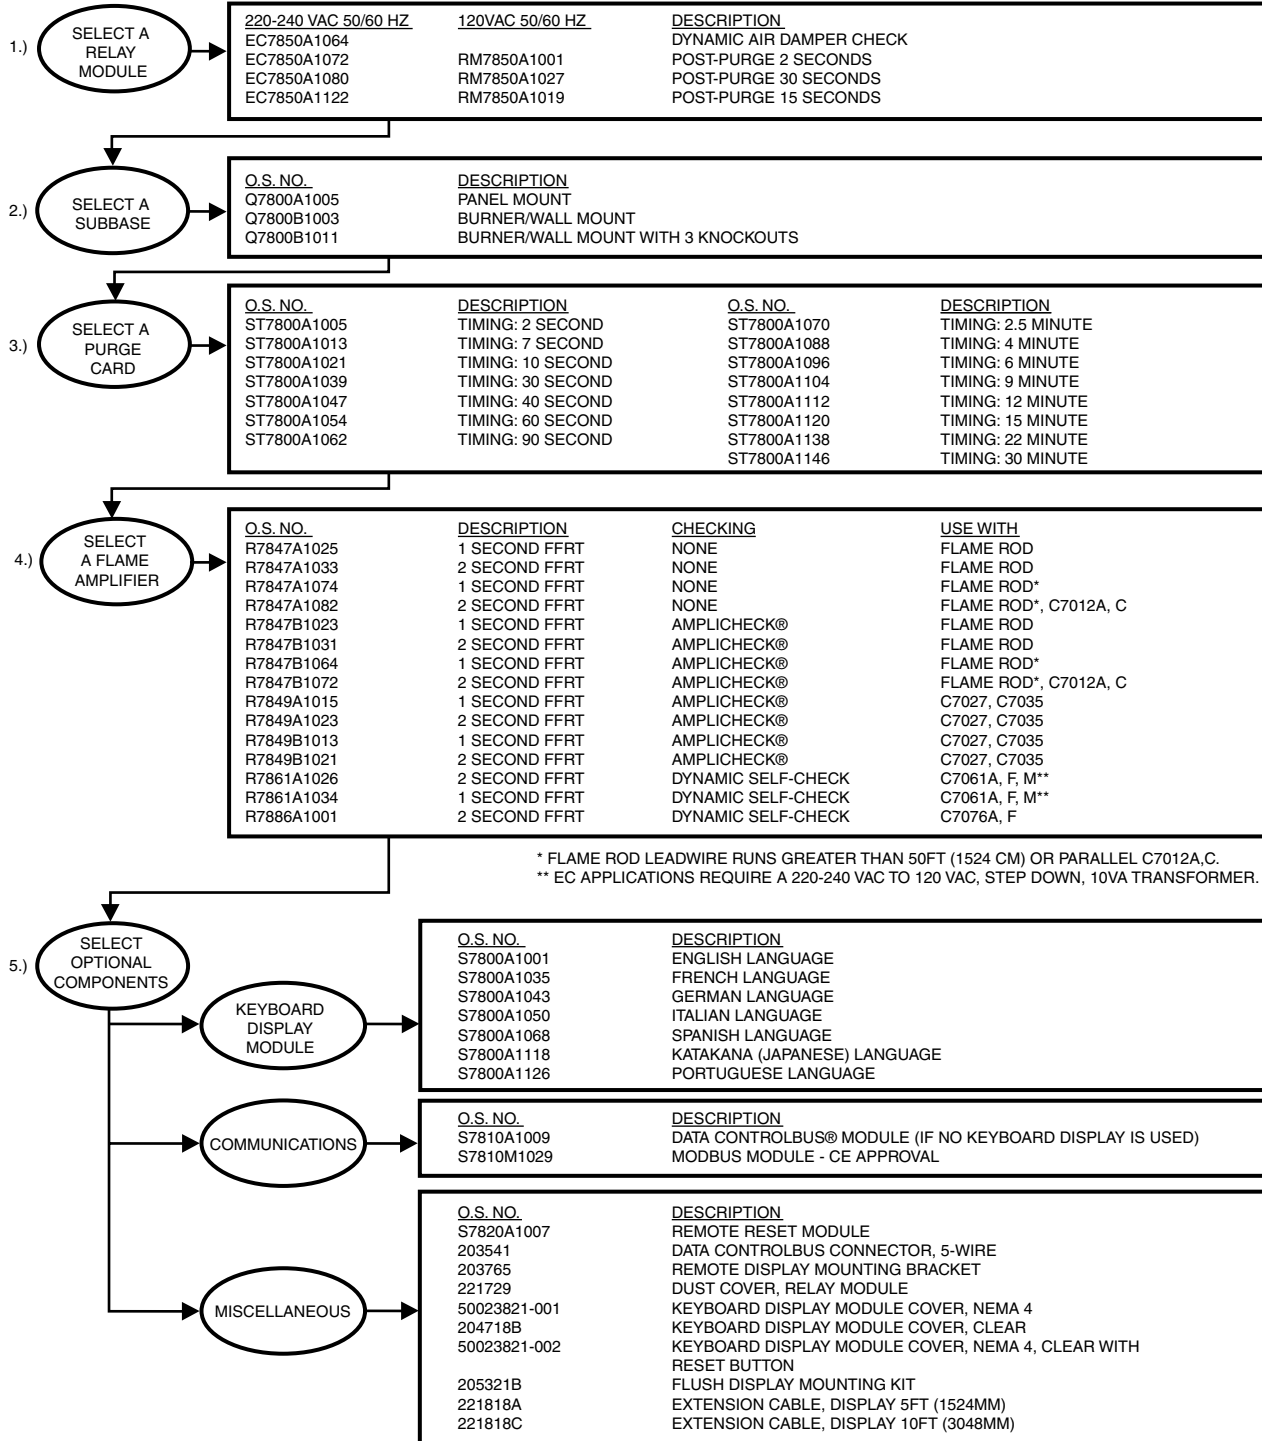 1.) SELECT A RELAY MODULE
220-240 VAC 50/60 HZ 120VAC 50/60 HZ DESCRIPTION
EC7850A1064 DYNAMIC AIR DAMPER CHECK
EC7850A1072 RM7850A1001 POST-PURGE 2 SECONDS
EC7850A1080 RM7850A1027 POST-PURGE 30 SECONDS
EC7850A1122 RM7850A1019 POST-PURGE 15 SECONDS
2.) SELECT A SUBBASE
O.S. NO. DESCRIPTION
Q7800A1005 PANEL MOUNT
Q7800B1003 BURNER/WALL MOUNT
Q7800B1011 BURNER/WALL MOUNT WITH 3 KNOCKOUTS
3.) SELECT A PURGE CARD
O.S. NO. DESCRIPTION O.S. NO. DESCRIPTION
ST7800A1005 TIMING: 2 SECOND ST7800A1070 TIMING: 2.5 MINUTE
ST7800A1013 TIMING: 7 SECOND ST7800A1088 TIMING: 4 MINUTE
ST7800A1021 TIMING: 10 SECOND ST7800A1096 TIMING: 6 MINUTE
ST7800A1039 TIMING: 30 SECOND ST7800A1104 TIMING: 9 MINUTE
ST7800A1047 TIMING: 40 SECOND ST7800A1112 TIMING: 12 MINUTE
ST7800A1054 TIMING: 60 SECOND ST7800A1120 TIMING: 15 MINUTE
ST7800A1062 TIMING: 90 SECOND ST7800A1138 TIMING: 22 MINUTE
ST7800A1146 TIMING: 30 MINUTE
4.) SELECT A FLAME AMPLIFIER
O.S. NO. DESCRIPTION CHECKING USE WITH
R7847A1025 1 SECOND FFRT NONE FLAME ROD
R7847A1033 2 SECOND FFRT NONE FLAME ROD
R7847A1074 1 SECOND FFRT NONE FLAME ROD*
R7847A1082 2 SECOND FFRT NONE FLAME ROD*, C7012A, C
R7847B1023 1 SECOND FFRT AMPLICHECK® FLAME ROD
R7847B1031 2 SECOND FFRT AMPLICHECK® FLAME ROD
R7847B1064 1 SECOND FFRT AMPLICHECK® FLAME ROD*
R7847B1072 2 SECOND FFRT AMPLICHECK® FLAME ROD*, C7012A, C
R7849A1015 1 SECOND FFRT AMPLICHECK® C7027, C7035
R7849A1023 2 SECOND FFRT AMPLICHECK® C7027, C7035
R7849B1013 1 SECOND FFRT AMPLICHECK® C7027, C7035
R7849B1021 2 SECOND FFRT AMPLICHECK® C7027, C7035
R7861A1026 2 SECOND FFRT DYNAMIC SELF-CHECK C7061A, F, M**
R7861A1034 1 SECOND FFRT DYNAMIC SELF-CHECK C7061A, F, M**
R7886A1001 2 SECOND FFRT DYNAMIC SELF-CHECK C7076A, F
* FLAME ROD LEADWIRE RUNS GREATER THAN 50FT (1524 CM) OR PARALLEL C7012A,C.
** EC APPLICATIONS REQUIRE A 220-240 VAC TO 120 VAC, STEP DOWN, 10VA TRANSFORMER.
5.) SELECT OPTIONAL COMPONENTS
KEYBOARD DISPLAY MODULE
O.S. NO. DESCRIPTION
S7800A1001 ENGLISH LANGUAGE
S7800A1035 FRENCH LANGUAGE
S7800A1043 GERMAN LANGUAGE
S7800A1050 ITALIAN LANGUAGE
S7800A1068 SPANISH LANGUAGE
S7800A1118 KATAKANA (JAPANESE) LANGUAGE
S7800A1126 PORTUGUESE LANGUAGE
COMMUNICATIONS
O.S. NO. DESCRIPTION
S7810A1009 DATA CONTROLBUS® MODULE (IF NO KEYBOARD DISPLAY IS USED)
S7810M1029 MODBUS MODULE - CE APPROVAL
MISCELLANEOUS
O.S. NO. DESCRIPTION
S7820A1007 REMOTE RESET MODULE
203541 DATA CONTROLBUS CONNECTOR, 5-WIRE
203765 REMOTE DISPLAY MOUNTING BRACKET
221729 DUST COVER, RELAY MODULE
50023821-001 KEYBOARD DISPLAY MODULE COVER, NEMA 4
204718B KEYBOARD DISPLAY MODULE COVER, CLEAR
50023821-002 KEYBOARD DISPLAY MODULE COVER, NEMA 4, CLEAR WITH
RESET BUTTON
205321B FLUSH DISPLAY MOUNTING KIT
221818A EXTENSION CABLE, DISPLAY 5FT (1524MM)
221818C EXTENSION CABLE, DISPLAY 10FT (3048MM)